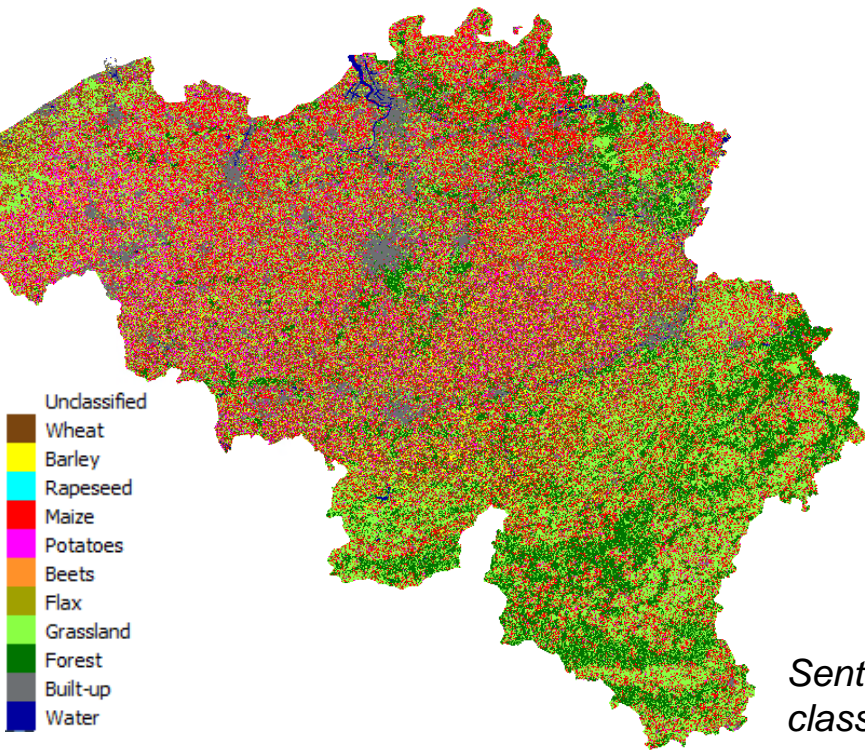 Unclassified
Wheat
Barley
Rapeseed
Maize
Potatoes
Beets
Flax
Grassland
Forest
Built-up
Water